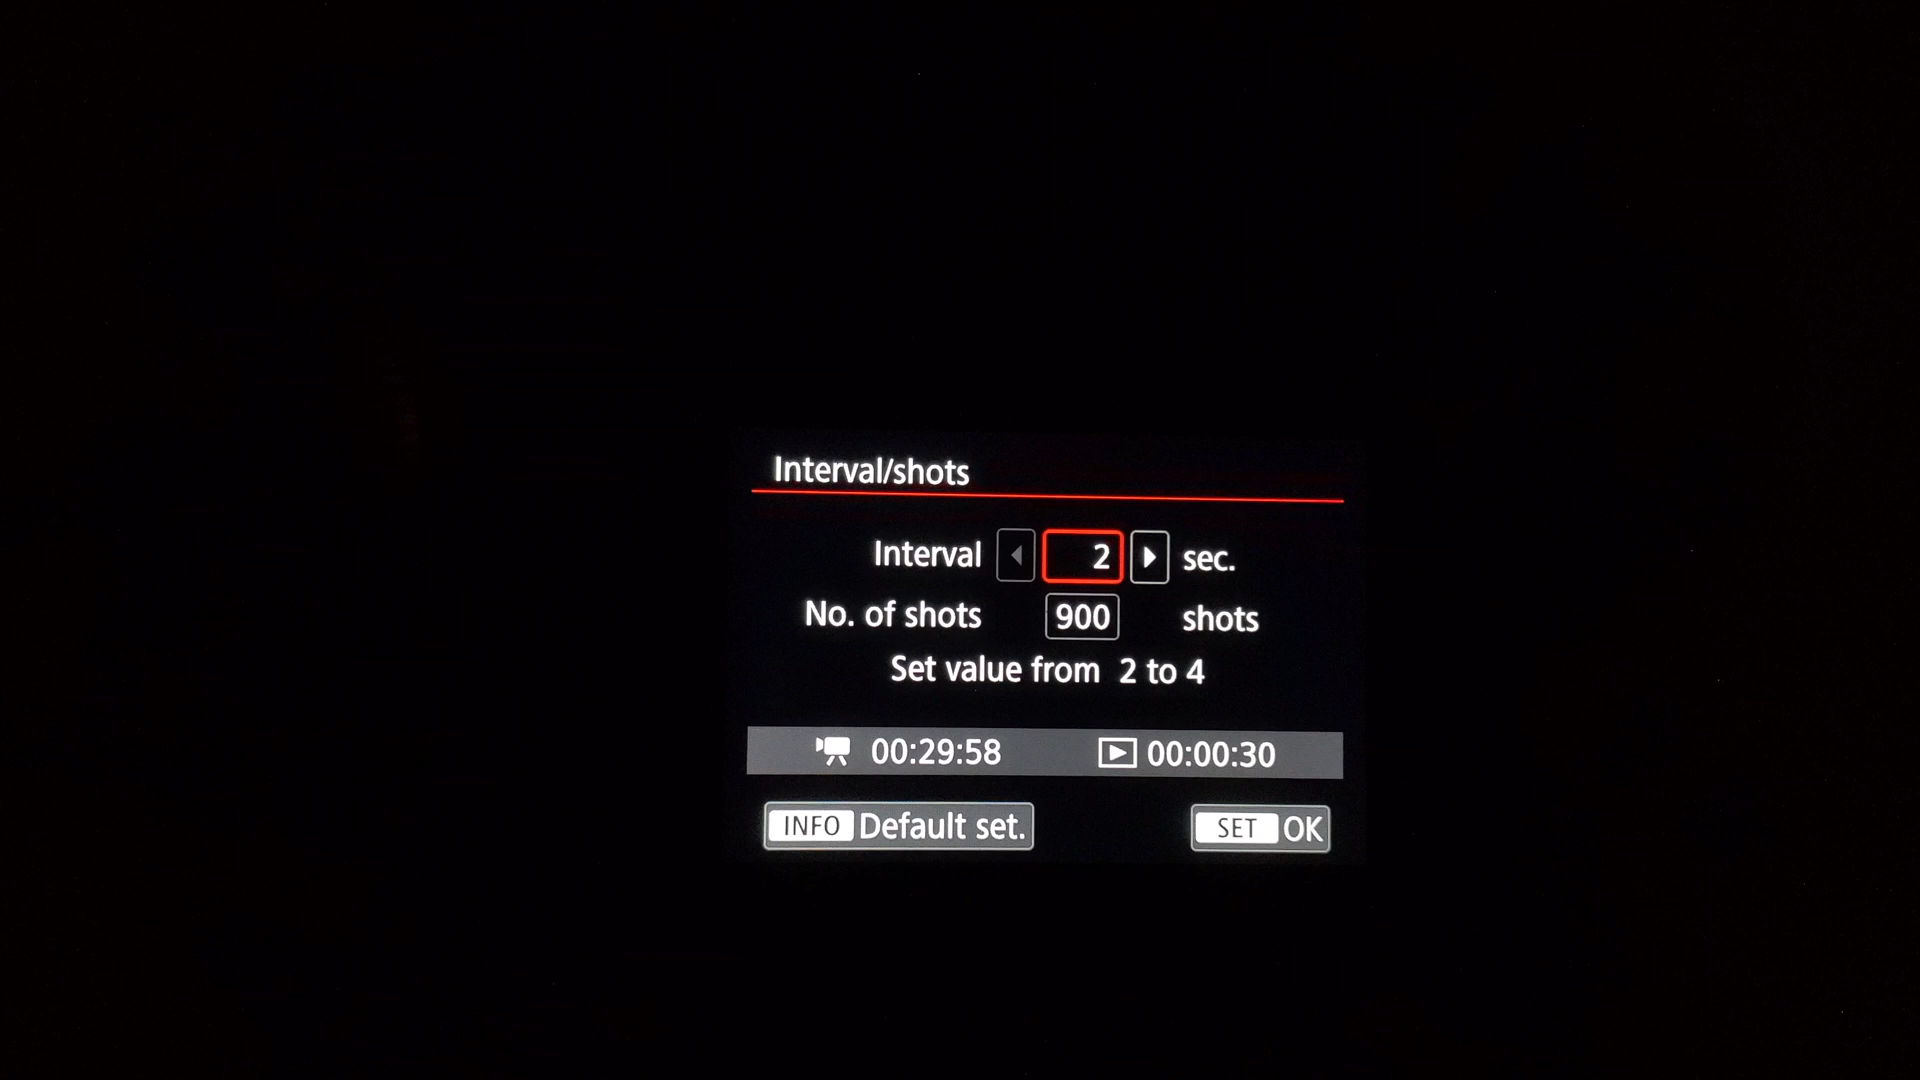 Interval/shots
Interval 2 sec.
No. of shots 900 shots
Set value from 2 to 4
00:29:58 00:00:30
INFO Default set. SET OK